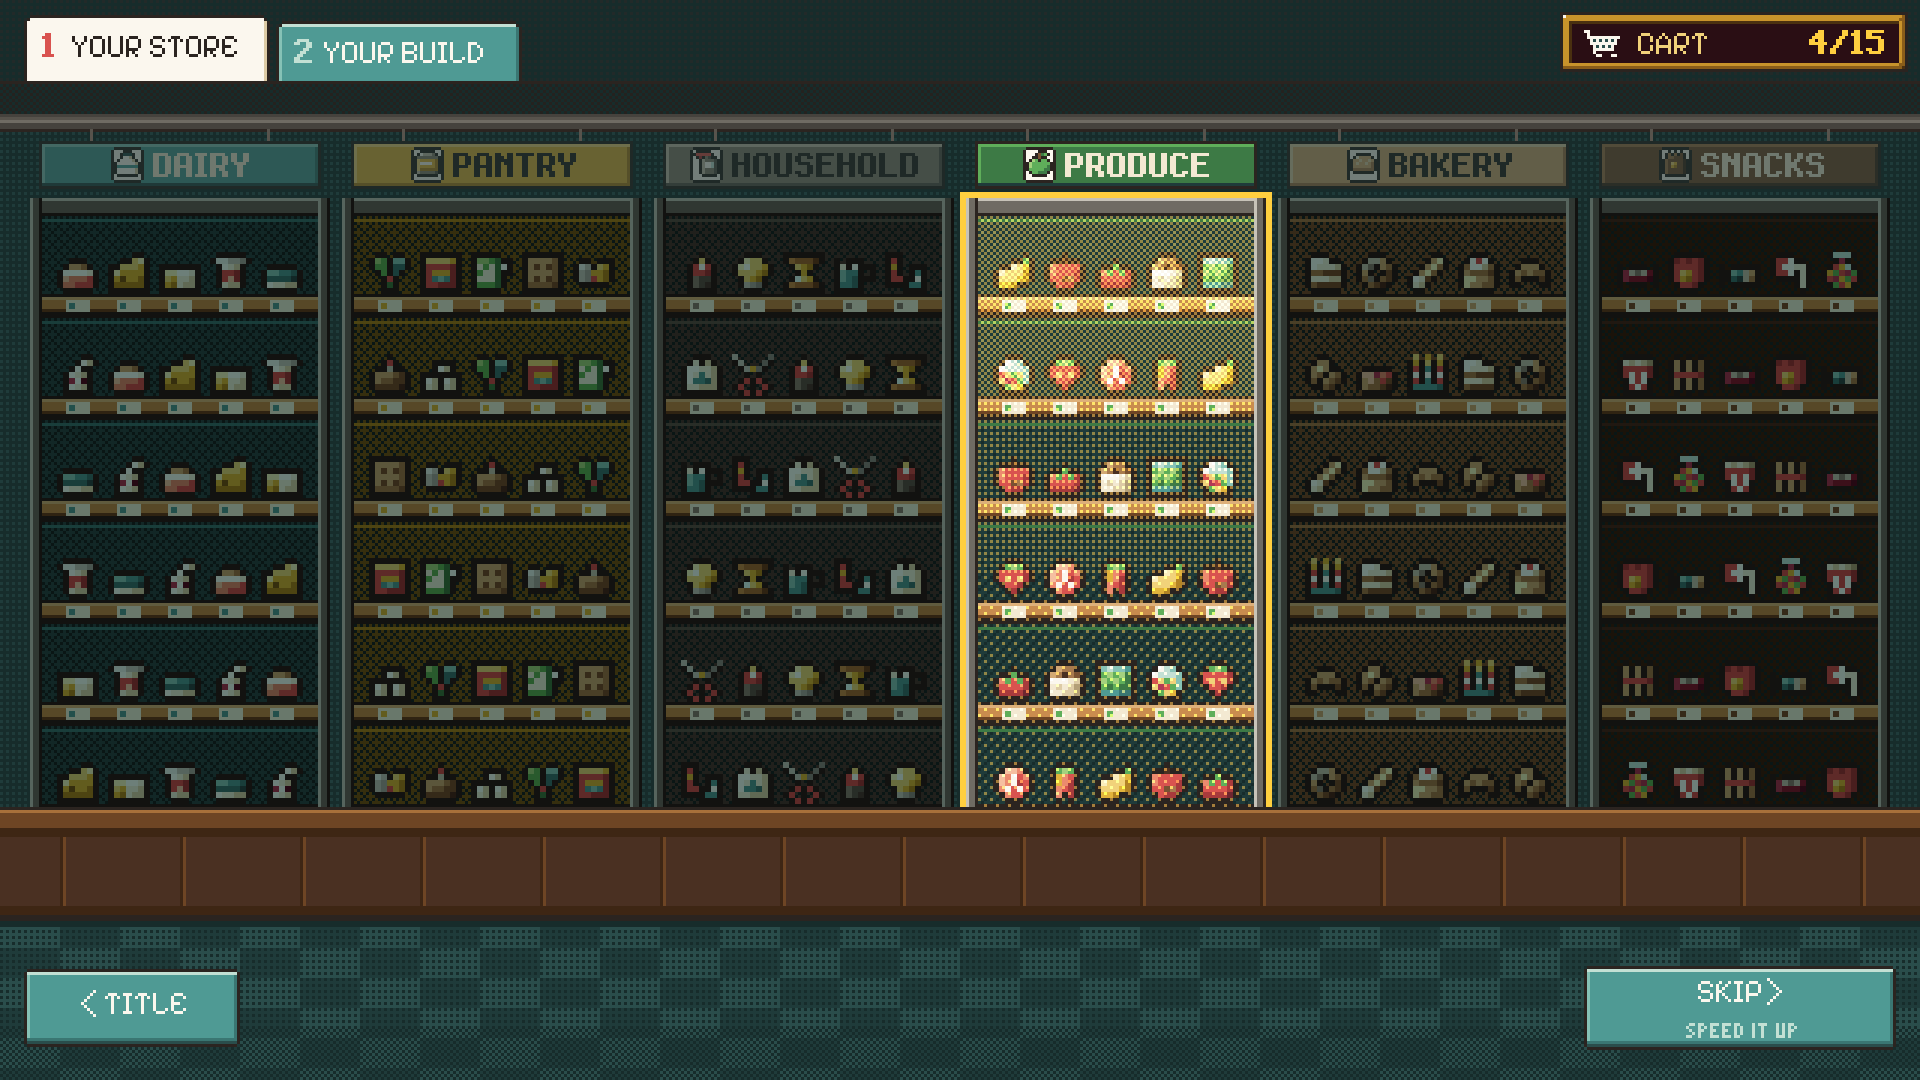 1 YOUR STORE
2 YOUR BUILD
CART 4/15
DAIRY
PANTRY
HOUSEHOLD
PRODUCE
BAKERY
SNACKS
<TITLE
SKIP>
SPEED IT UP